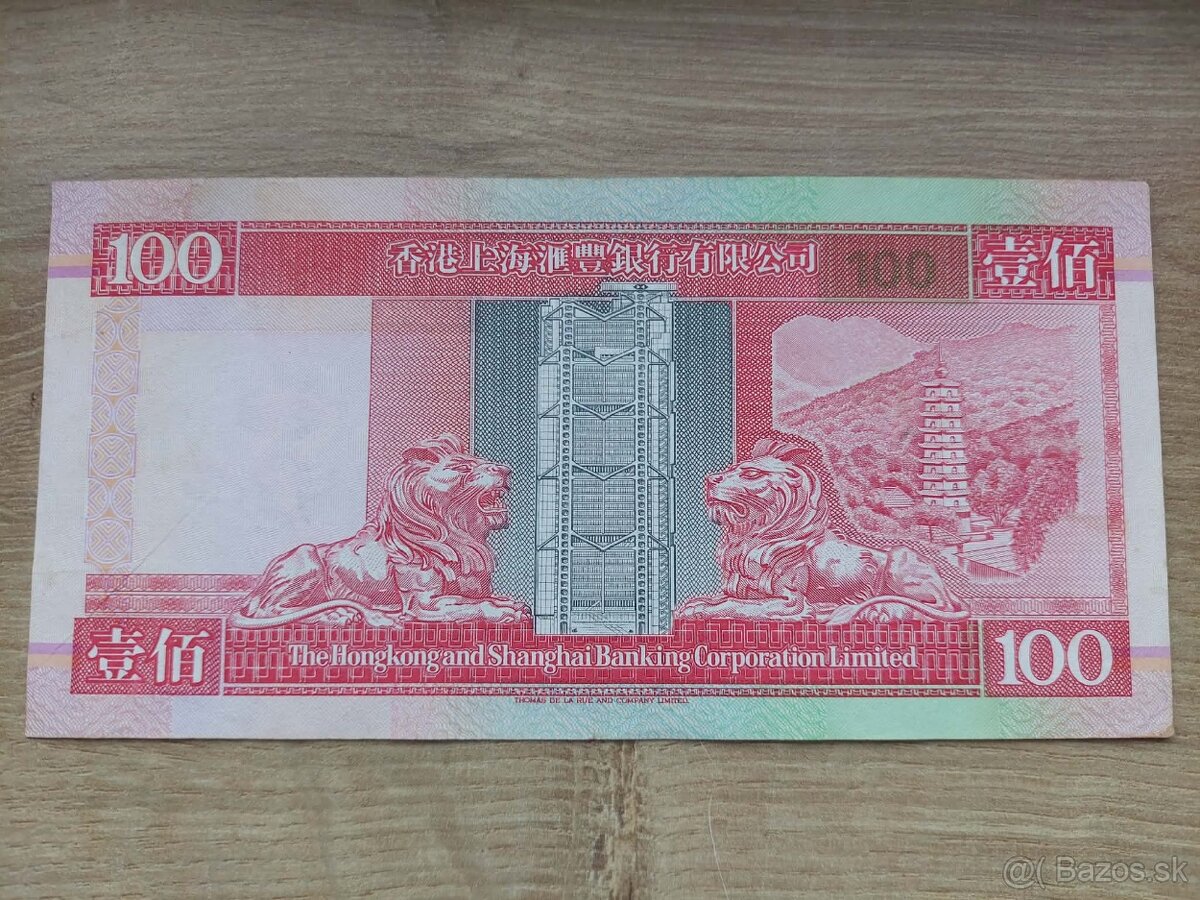 100
香港上海滙豐銀行有限公司
100
壹佰
壹佰
The Hongkong and Shanghai Banking Corporation Limited
100
THOMAS DE LA RUE AND COMPANY LIMITED.
@( Bazos.sk